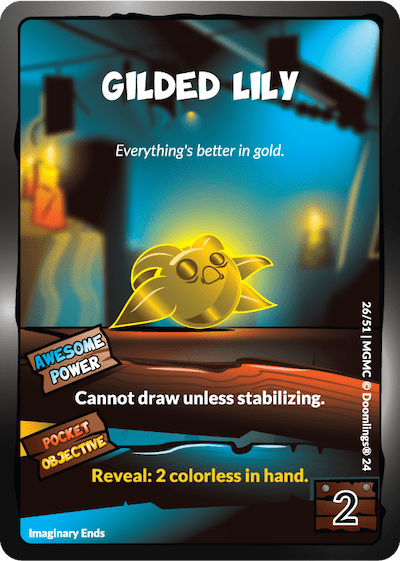 GILDED LILY
Everything's better in gold.
AWESOME
POWER
Cannot draw unless stabilizing.
POCKET
OBJECTIVE
Reveal: 2 colorless in hand.
2
Imaginary Ends
26/51 | MGMC © Doomlings® 24